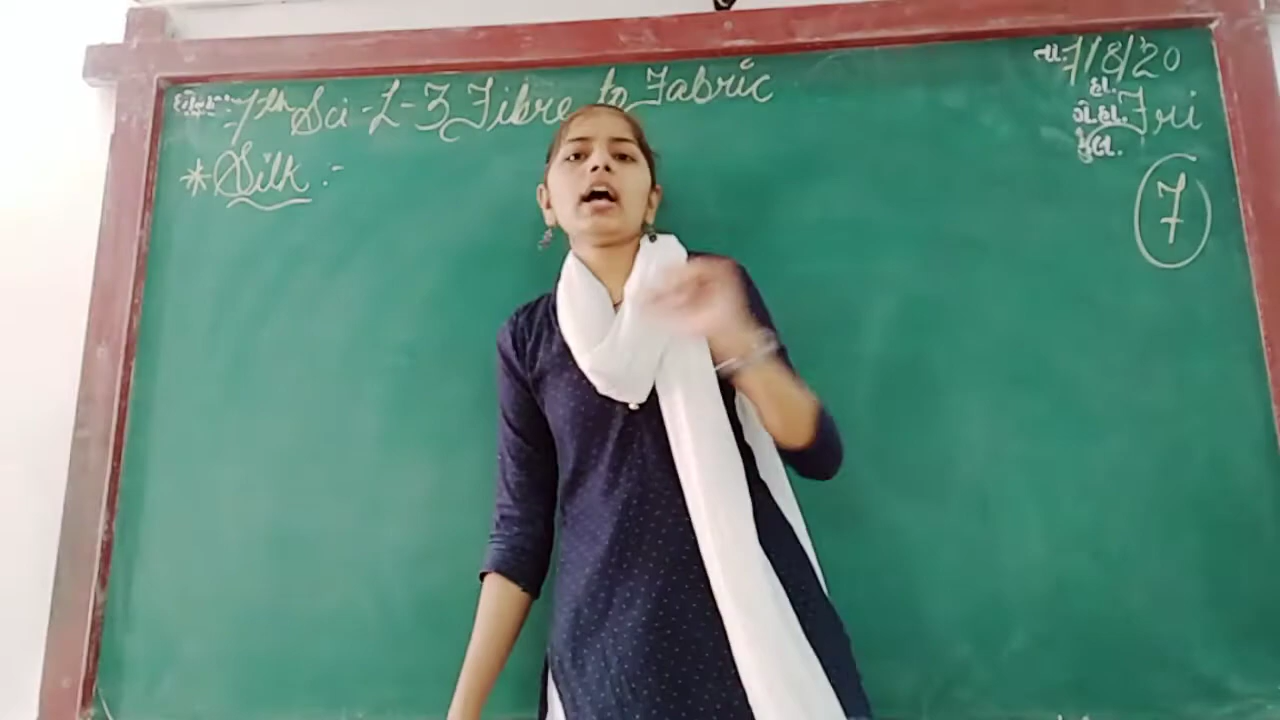 7th Sci - L - 3 Fibre to Fabric
* Silk :-
તા. 7/8/20
હા.
ગે.હા. Fri
કુલ.
7